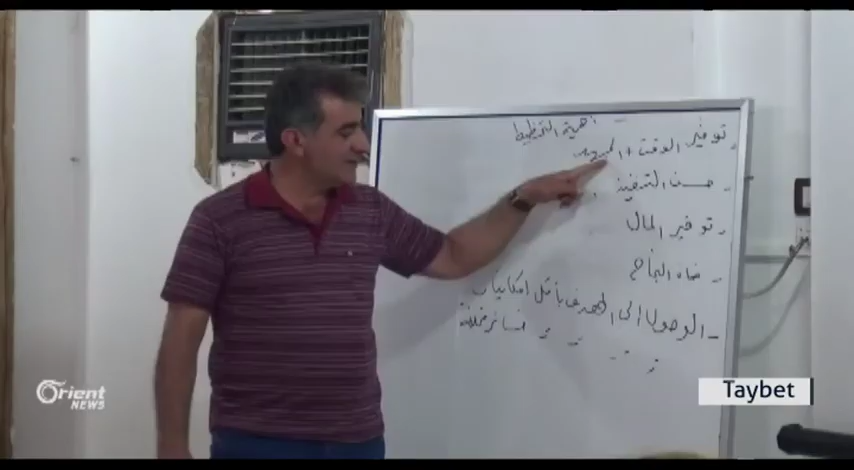 أهمية التخطيط
- توفير الوقت + الجهد
- حسن التنفيذ
- توفير المال
- ضمان النجاح
- الوصول الى الهدف بأقل امكانيات
خسائر
Orient
NEWS
Taybet